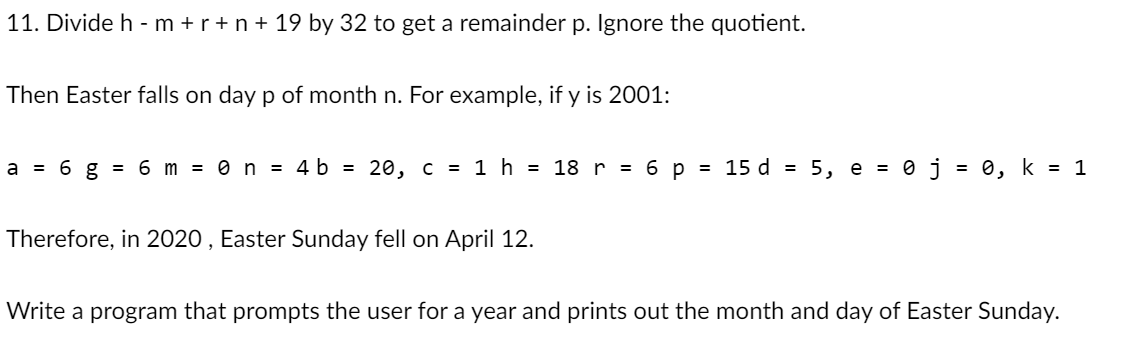 11. Divide h - m + r + n + 19 by 32 to get a remainder p. Ignore the quotient.
Then Easter falls on day p of month n. For example, if y is 2001:
a = 6 g = 6 m = 0 n = 4 b = 20, c = 1 h = 18 r = 6 p = 15 d = 5, e = 0 j = 0, k = 1
Therefore, in 2020 , Easter Sunday fell on April 12.
Write a program that prompts the user for a year and prints out the month and day of Easter Sunday.